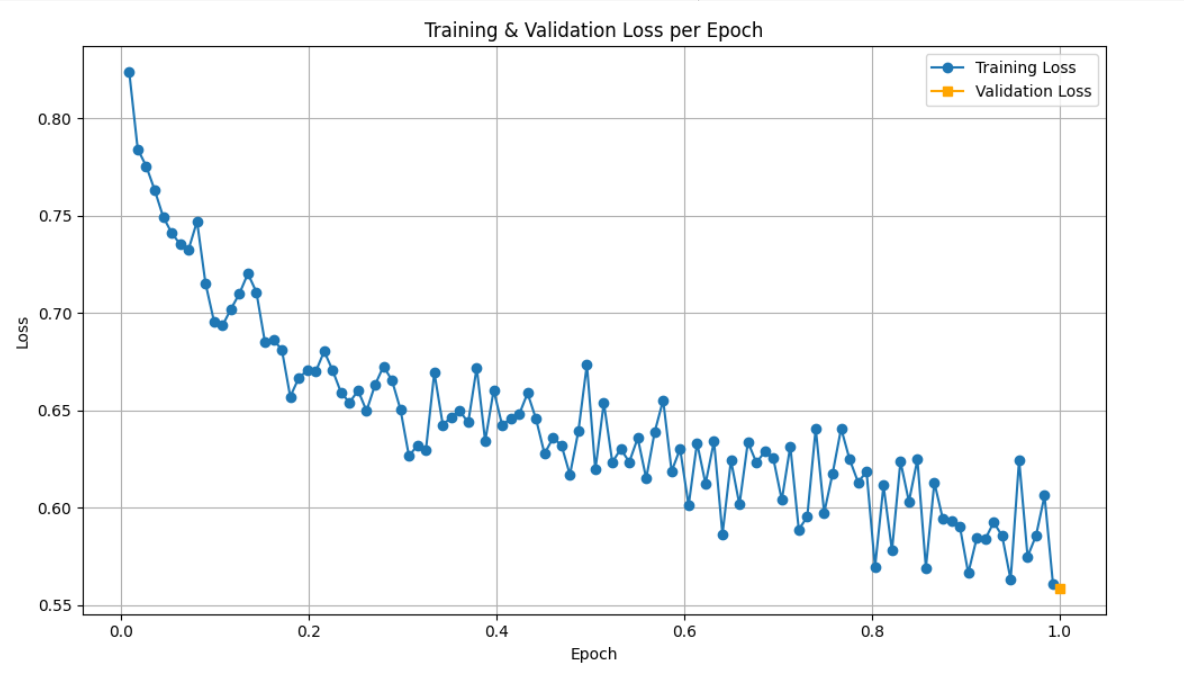 Training & Validation Loss per Epoch
Training Loss
Validation Loss
Loss
0.80
0.75
0.70
0.65
0.60
0.55
0.0 0.2 0.4 0.6 0.8 1.0
Epoch